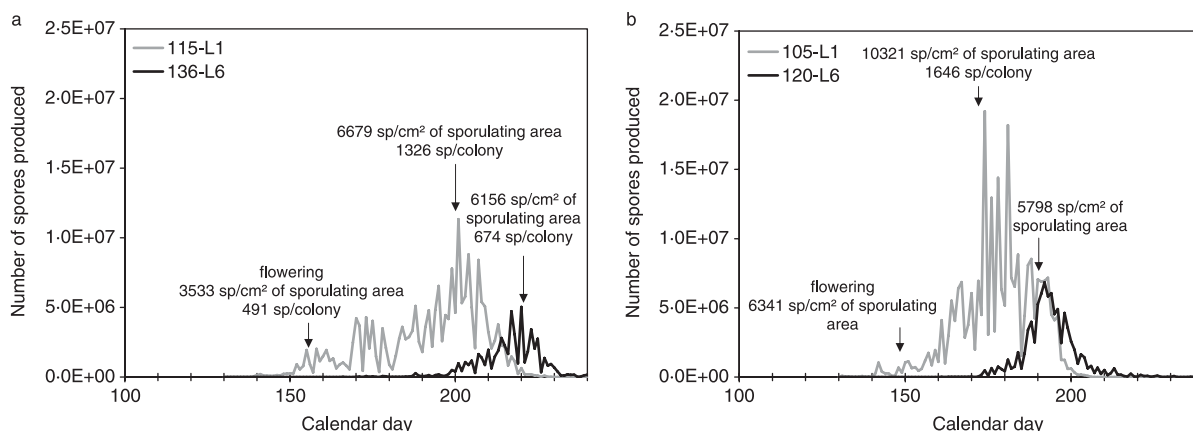 a
2·5E+07
2·0E+07
1·5E+07
1·0E+07
5·0E+06
0·0E+00
Number of spores produced
115-L1
136-L6
6679 sp/cm² of sporulating area
1326 sp/colony
6156 sp/cm² of
sporulating area
674 sp/colony
flowering
3533 sp/cm² of sporulating area
491 sp/colony
100
150
200
Calendar day
b
2·5E+07
2·0E+07
1·5E+07
1·0E+07
5·0E+06
0·0E+00
Number of spores produced
105-L1
120-L6
10321 sp/cm² of sporulating area
1646 sp/colony
5798 sp/cm² of
sporulating area
flowering
6341 sp/cm² of sporulating
area
100
150
200
Calendar day